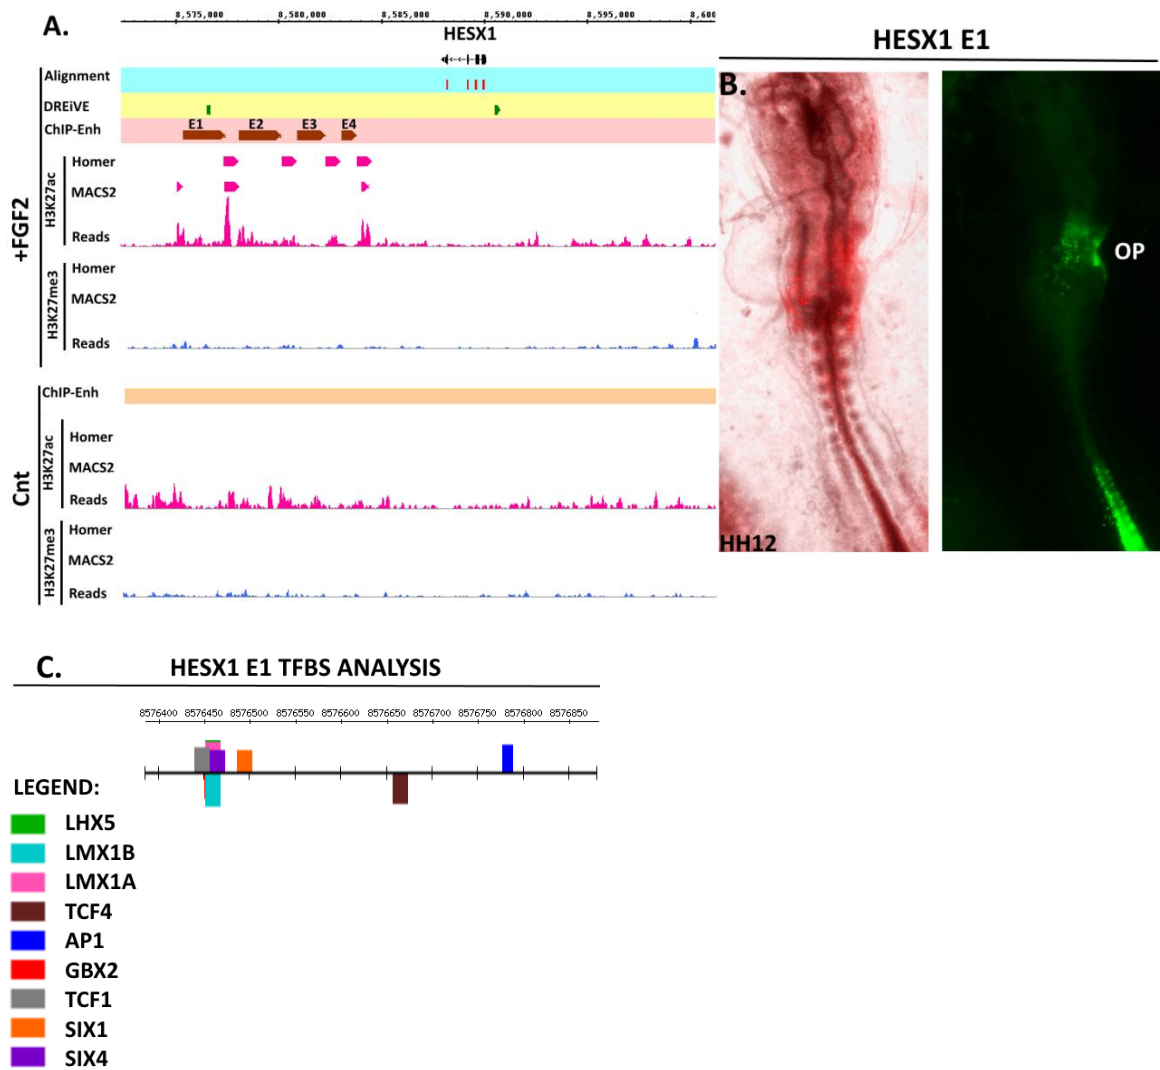 A.
8,575,000 8,580,000 8,585,000 8,590,000 8,595,000 8,600
HESX1
Alignment
DREiVE
ChIP-Enh
E1 E2 E3 E4
+FGF2
H3K27ac
Homer
MACS2
Reads
H3K27me3
Homer
MACS2
Reads
Cnt
ChIP-Enh
H3K27ac
Homer
MACS2
Reads
H3K27me3
Homer
MACS2
Reads
HESX1 E1
B.
OP
HH12
C.
HESX1 E1 TFBS ANALYSIS
8576400 8576450 8576500 8576550 8576600 8576650 8576700 8576750 8576800 8576850
LEGEND:
LHX5
LMX1B
LMX1A
TCF4
AP1
GBX2
TCF1
SIX1
SIX4